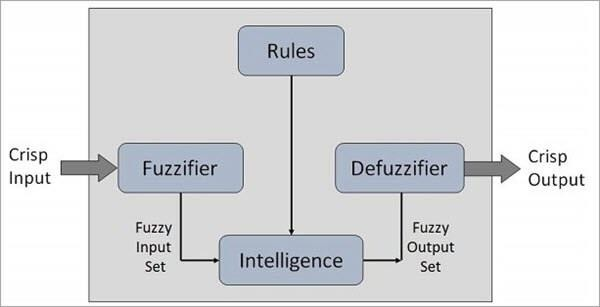 Rules
Crisp
Input
Fuzzifier
Defuzzifier
Crisp
Output
Fuzzy
Input
Set
Intelligence
Fuzzy
Output
Set